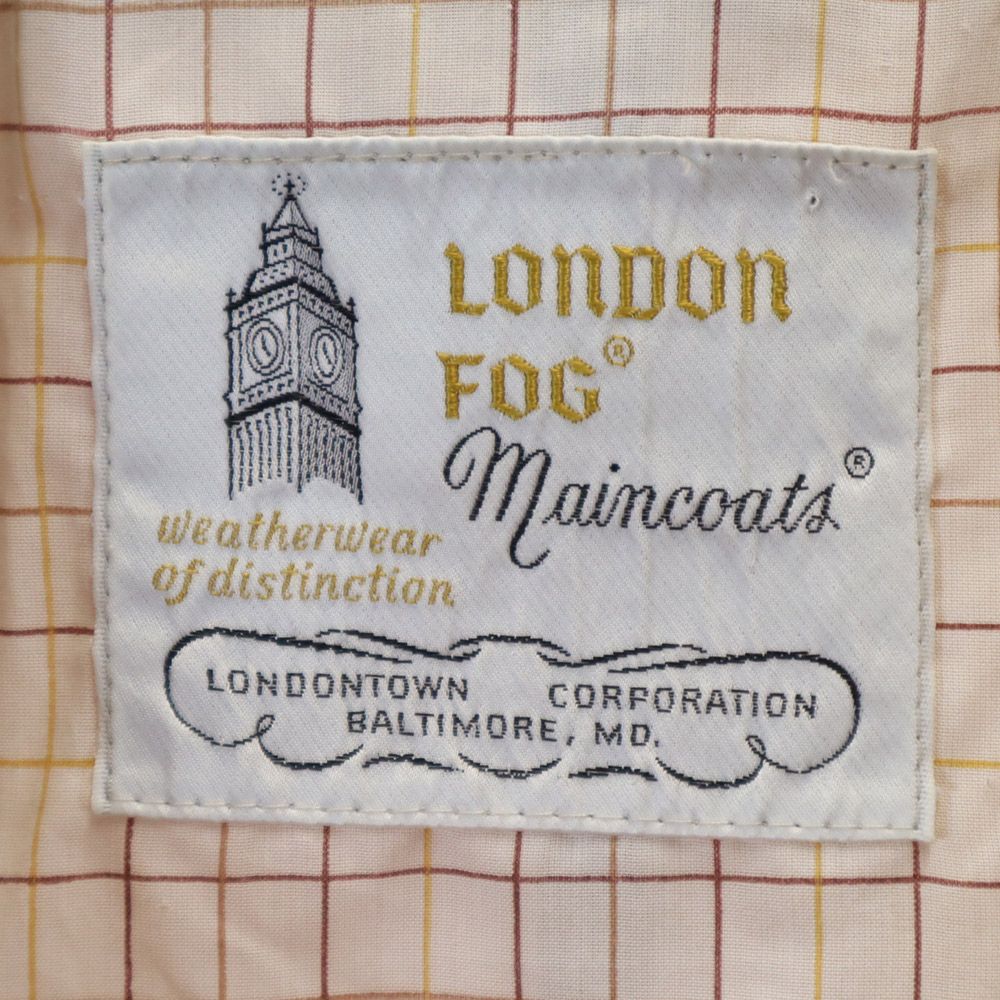 LONDON
FOG®
Maincoats®
weatherwear
of distinction
LONDONTOWN CORPORATION
BALTIMORE, MD.